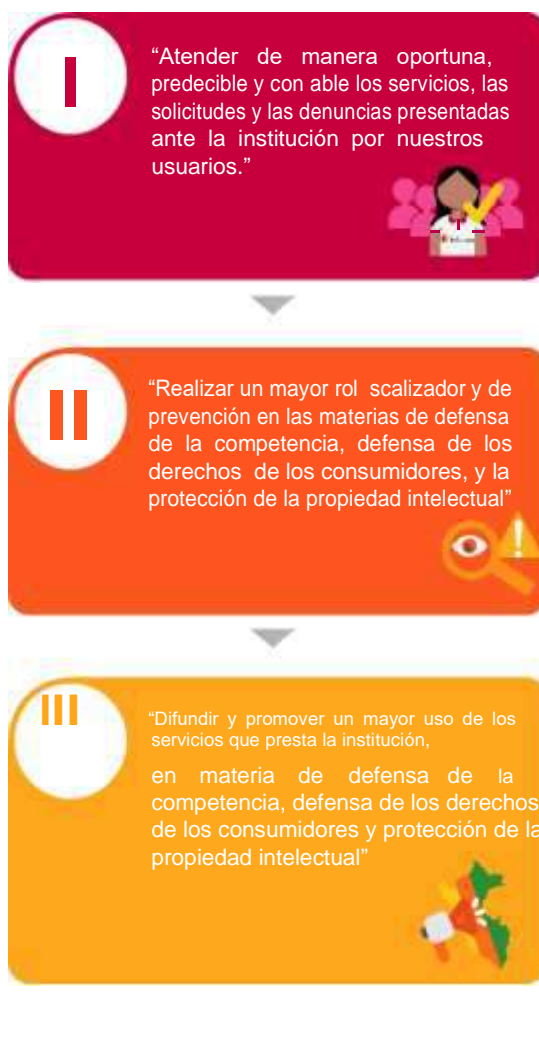 I
“Atender de manera oportuna,
predecible y con able los servicios, las
solicitudes y las denuncias presentadas
ante la institución por nuestros
usuarios.”
II
“Realizar un mayor rol scalizador y de
prevención en las materias de defensa
de la competencia, defensa de los
derechos de los consumidores, y la
protección de la propiedad intelectual”
III
“Difundir y promover un mayor uso de los
servicios que presta la institución,
en materia de defensa de la
competencia, defensa de los derechos
de los consumidores y protección de la
propiedad intelectual”